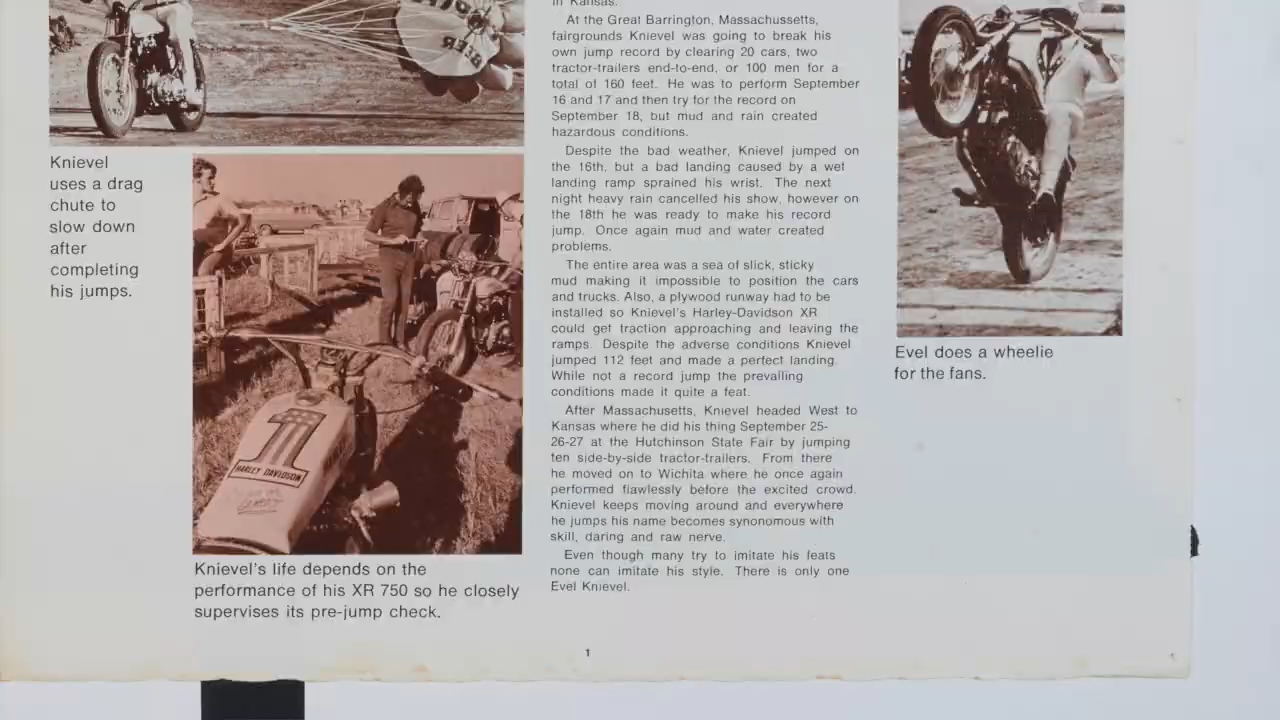 in Kansas.
At the Great Barrington, Massachussetts,
fairgrounds Knievel was going to break his
own jump record by clearing 20 cars, two
tractor-trailers end-to-end, or 100 men for a
total of 160 feet. He was to perform September
16 and 17 and then try for the record on
September 18, but mud and rain created
hazardous conditions.
Despite the bad weather, Knievel jumped on
the 16th, but a bad landing caused by a wet
landing ramp sprained his wrist. The next
night heavy rain cancelled his show, however on
the 18th he was ready to make his record
jump. Once again mud and water created
problems.
The entire area was a sea of slick, sticky
mud making it impossible to position the cars
and trucks. Also, a plywood runway had to be
installed so Knievel's Harley-Davidson XR
could get traction approaching and leaving the
ramps. Despite the adverse conditions Knievel
jumped 112 feet and made a perfect landing.
While not a record jump the prevailing
conditions made it quite a feat.
After Massachusetts, Knievel headed West to
Kansas where he did his thing September 25-
26-27 at the Hutchinson State Fair by jumping
ten side-by-side tractor-trailers. From there
he moved on to Wichita where he once again
performed flawlessly before the excited crowd.
Knievel keeps moving around and everywhere
he jumps his name becomes synonomous with
skill, daring and raw nerve.
Even though many try to imitate his feats
none can imitate his style. There is only one
Evel Knievel.
Knievel
uses a drag
chute to
slow down
after
completing
his jumps.
1
HARLEY DAVIDSON
Knievel's life depends on the
performance of his XR 750 so he closely
supervises its pre-jump check.
Evel does a wheelie
for the fans.
1